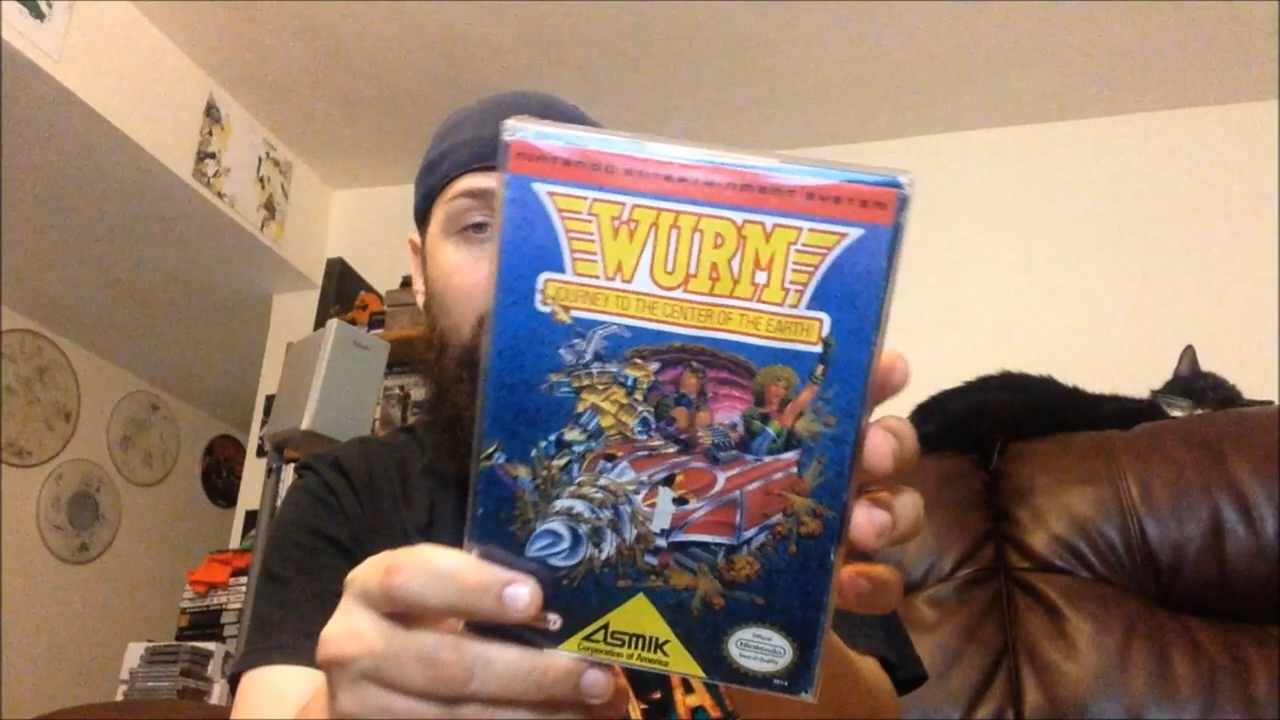 NINTENDO ENTERTAINMENT SYSTEM
WURM
JOURNEY TO THE CENTER OF THE EARTH!
ASMIK
Corporation of America
Official
Nintendo
Seal of Quality